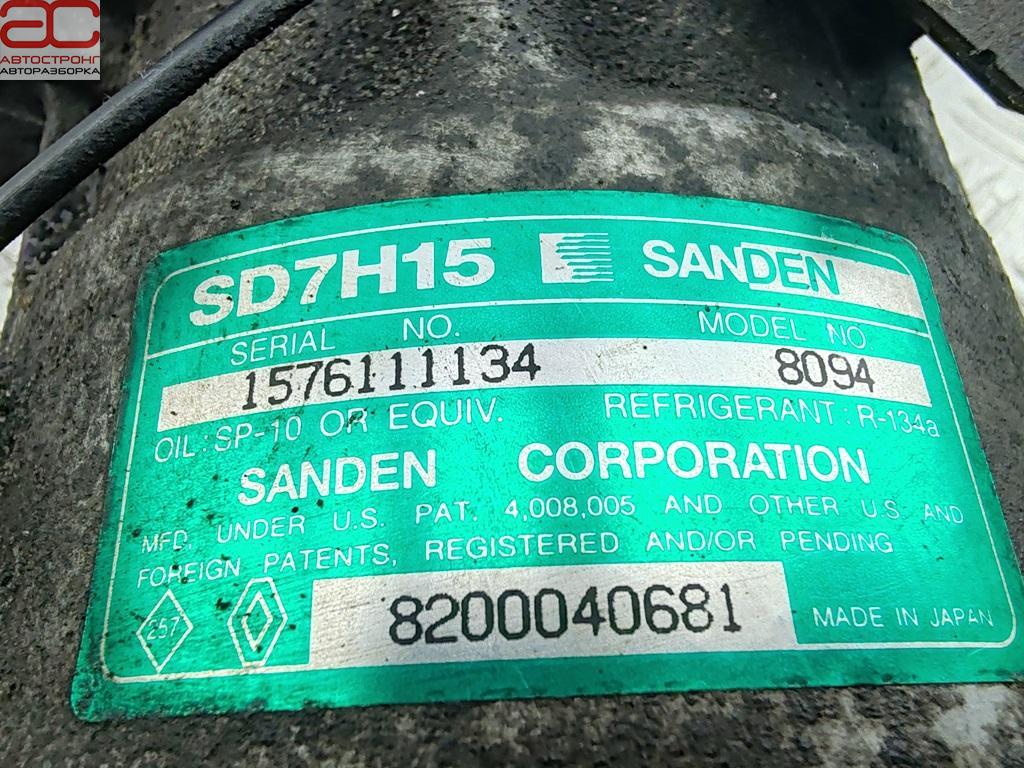 ac
АВТОСТРОНГ
АВТОРАЗБОРКА
SD7H15 SANDEN
SERIAL NO. MODEL NO.
1576111134 8094
OIL:SP-10 OR EQUIV. REFRIGERANT:R-134a
SANDEN CORPORATION
MFD. UNDER U.S. PAT. 4,008,005 AND OTHER U.S AND
FOREIGN PATENTS, REGISTERED AND/OR PENDING
257 8200040681 MADE IN JAPAN